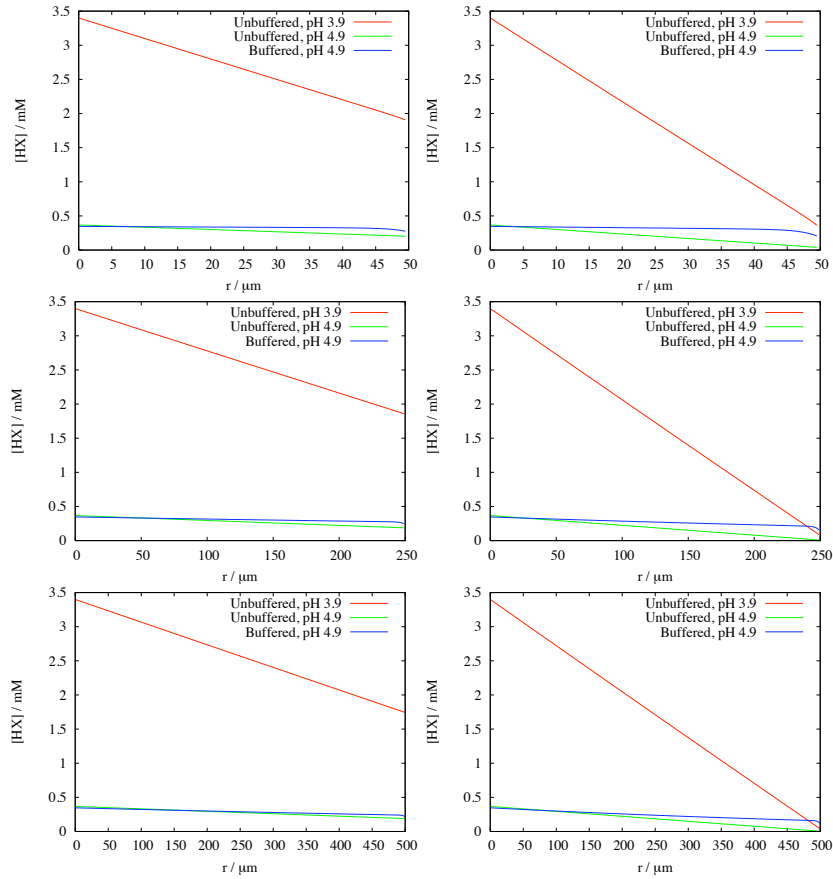 3.5
3
2.5
2
1.5
1
0.5
0
[HX] / mM
Unbuffered, pH 3.9
Unbuffered, pH 4.9
Buffered, pH 4.9
0 5 10 15 20 25 30 35 40 45 50
r / μm
3.5
3
2.5
2
1.5
1
0.5
0
[HX] / mM
Unbuffered, pH 3.9
Unbuffered, pH 4.9
Buffered, pH 4.9
0 5 10 15 20 25 30 35 40 45 50
r / μm
3.5
3
2.5
2
1.5
1
0.5
0
[HX] / mM
Unbuffered, pH 3.9
Unbuffered, pH 4.9
Buffered, pH 4.9
0 50 100 150 200 250
r / μm
3.5
3
2.5
2
1.5
1
0.5
0
[HX] / mM
Unbuffered, pH 3.9
Unbuffered, pH 4.9
Buffered, pH 4.9
0 50 100 150 200 250
r / μm
3.5
3
2.5
2
1.5
1
0.5
0
[HX] / mM
Unbuffered, pH 3.9
Unbuffered, pH 4.9
Buffered, pH 4.9
0 50 100 150 200 250 300 350 400 450 500
r / μm
3.5
3
2.5
2
1.5
1
0.5
0
[HX] / mM
Unbuffered, pH 3.9
Unbuffered, pH 4.9
Buffered, pH 4.9
0 50 100 150 200 250 300 350 400 450 500
r / μm